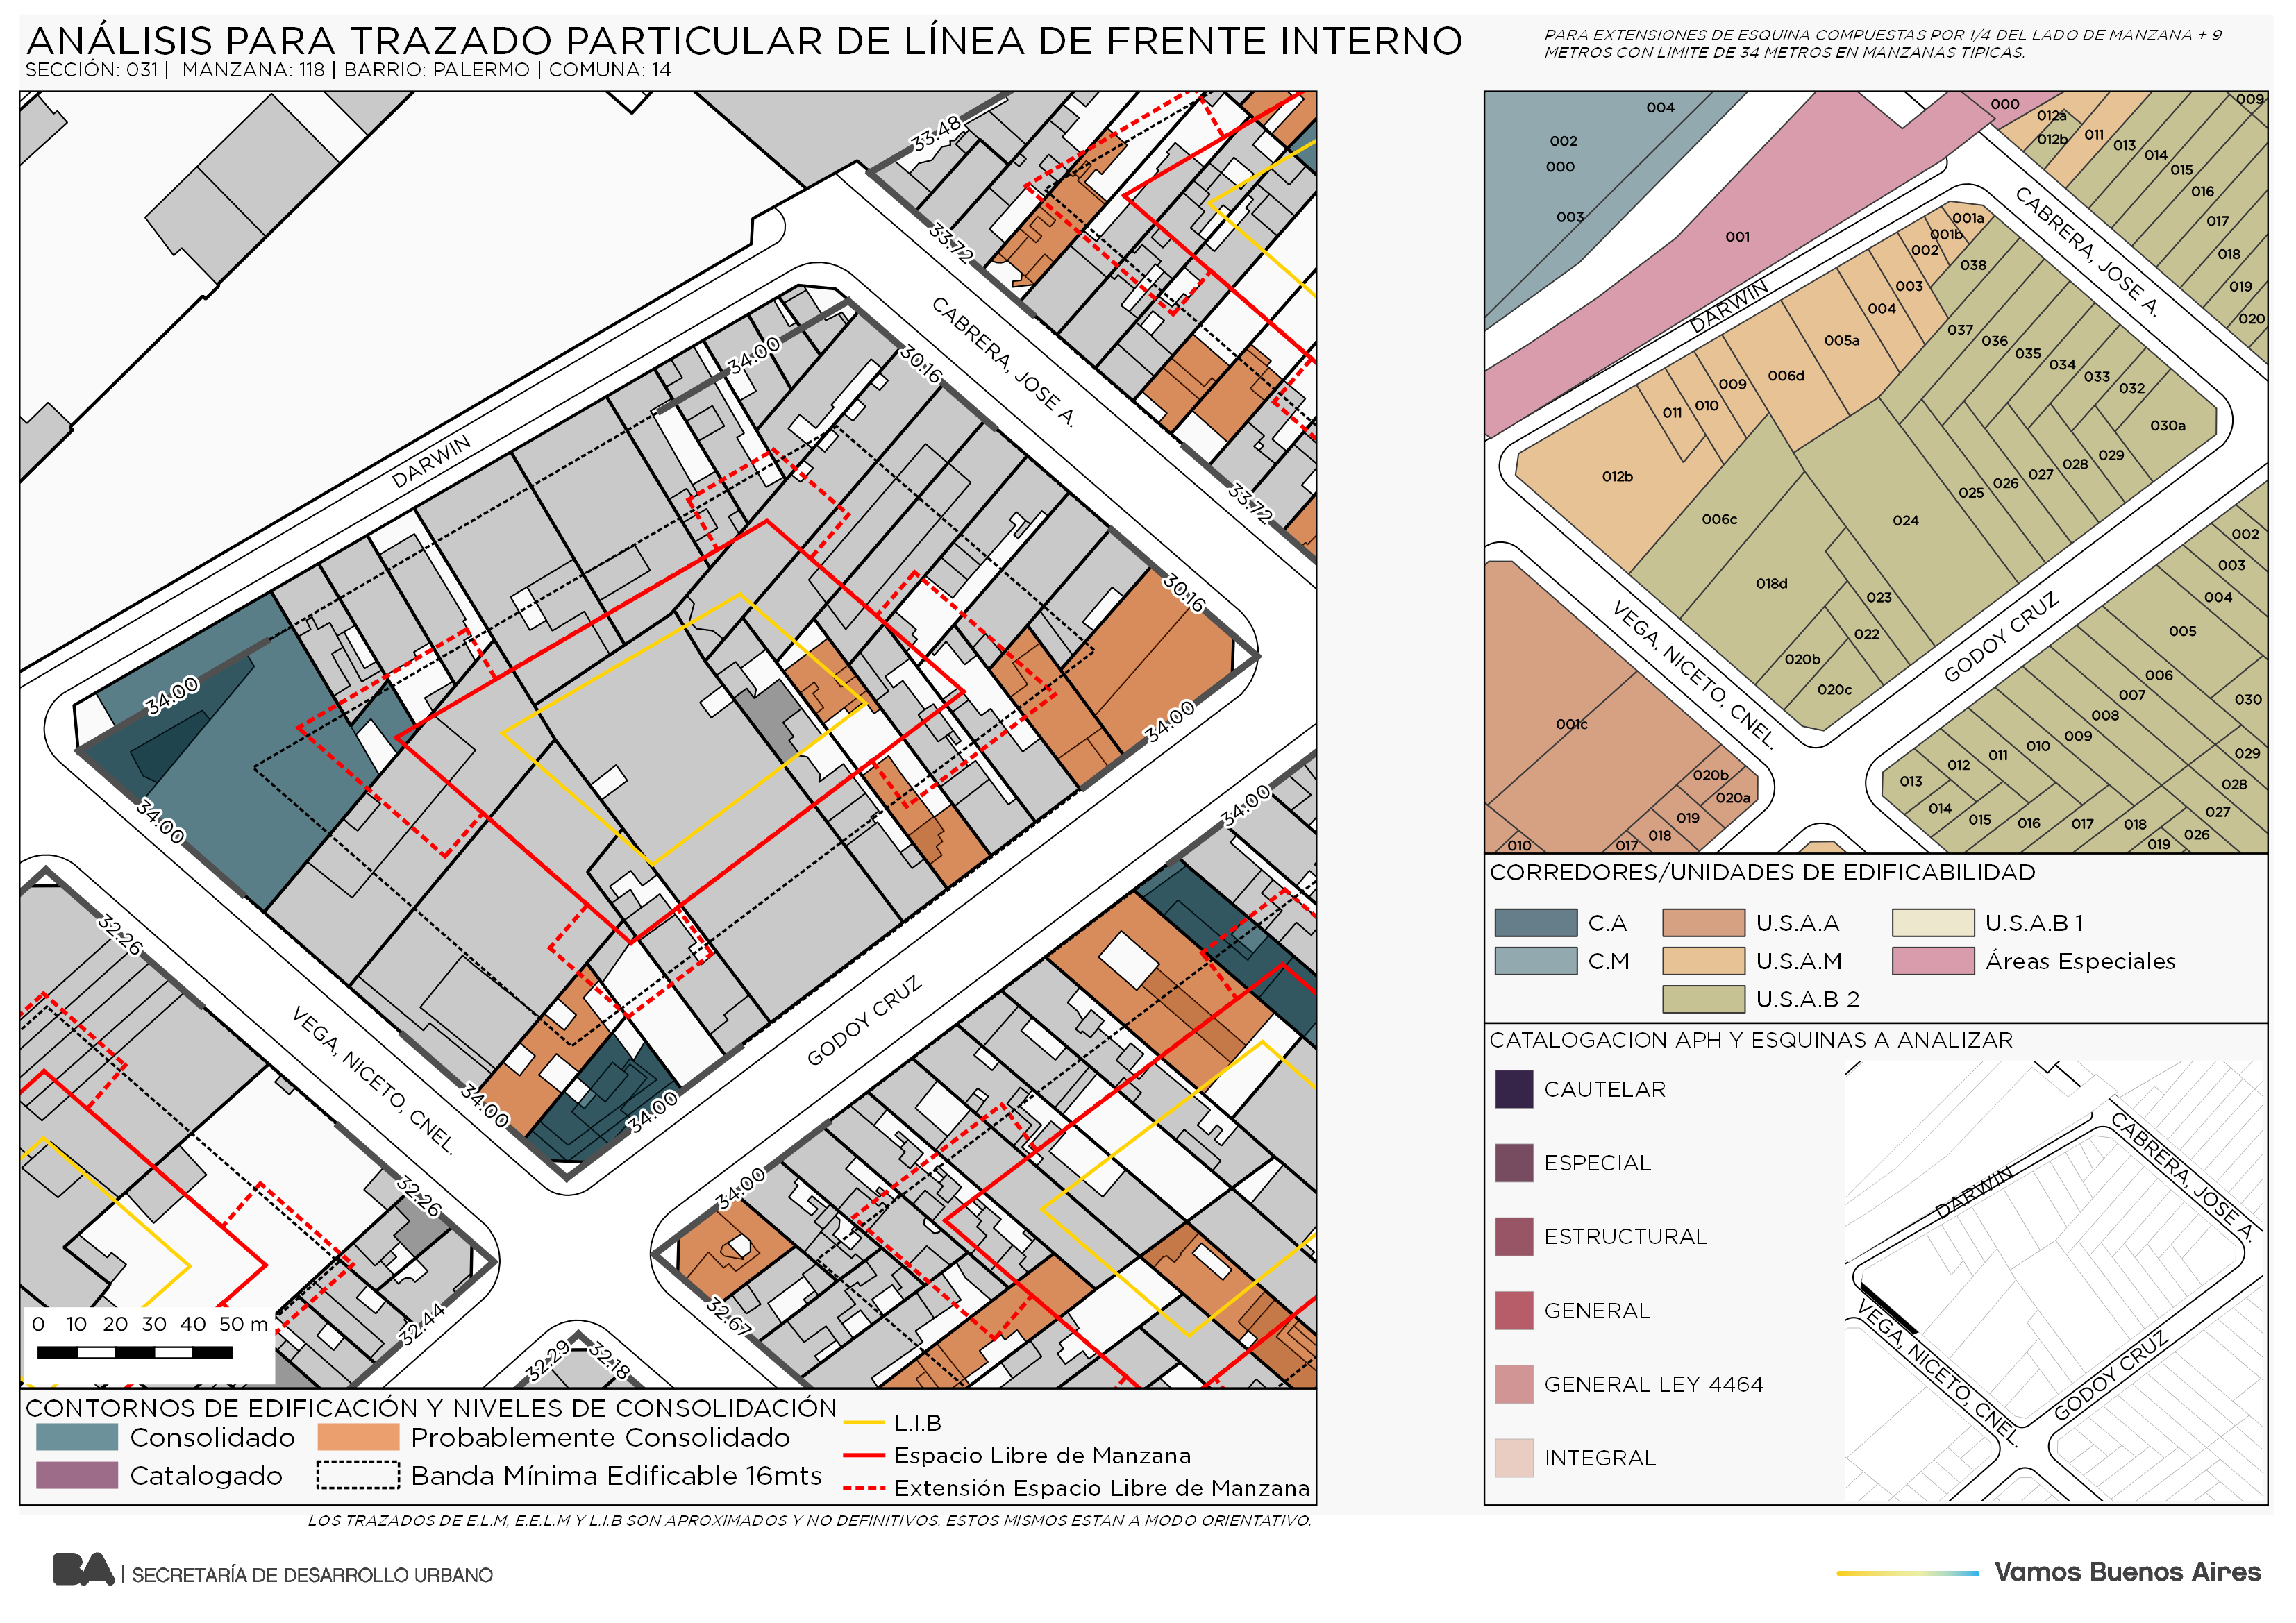 ANÁLISIS PARA TRAZADO PARTICULAR DE LÍNEA DE FRENTE INTERNO
SECCIÓN: 031 | MANZANA: 118 | BARRIO: PALERMO | COMUNA: 14
PARA EXTENSIONES DE ESQUINA COMPUESTAS POR 1/4 DEL LADO DE MANZANA + 9
METROS CON LIMITE DE 34 METROS EN MANZANAS TIPICAS.
33.48
33.72
CABRERA, JOSE A.
34.00
30.16
DARWIN
33.72
30.16
34.00
34.00
34.00
34.00
32.26
VEGA, NICETO, CNEL.
GODOY CRUZ
34.00
34.00
34.00
32.26
32.67
32.44
32.29
32.18
0 10 20 30 40 50 m
CONTORNOS DE EDIFICACIÓN Y NIVELES DE CONSOLIDACIÓN
Consolidado
Probablemente Consolidado
Catalogado
Banda Mínima Edificable 16mts
L.I.B
Espacio Libre de Manzana
Extensión Espacio Libre de Manzana
LOS TRAZADOS DE E.L.M, E.E.L.M Y L.I.B SON APROXIMADOS Y NO DEFINITIVOS. ESTOS MISMOS ESTAN A MODO ORIENTATIVO.
004
002
000
003
001
000
012a
012b
011
013
014
015
016
017
018
019
020
009
DARWIN
CABRERA, JOSE A.
001a
001b
002
003
004
005a
006d
009
010
011
012b
038
037
036
035
034
033
032
030a
029
028
027
026
025
024
006c
018d
023
022
020b
020c
VEGA, NICETO, CNEL.
GODOY CRUZ
001c
020b
020a
019
018
017
010
002
003
004
005
006
007
008
009
010
011
012
013
014
015
016
017
018
019
026
027
028
029
030
CORREDORES/UNIDADES DE EDIFICABILIDAD
C.A
U.S.A.A
U.S.A.B 1
C.M
U.S.A.M
Áreas Especiales
U.S.A.B 2
CATALOGACION APH Y ESQUINAS A ANALIZAR
CAUTELAR
ESPECIAL
ESTRUCTURAL
GENERAL
GENERAL LEY 4464
INTEGRAL
DARWIN
CABRERA, JOSE A.
VEGA, NICETO, CNEL.
GODOY CRUZ
BA | SECRETARÍA DE DESARROLLO URBANO
Vamos Buenos Aires